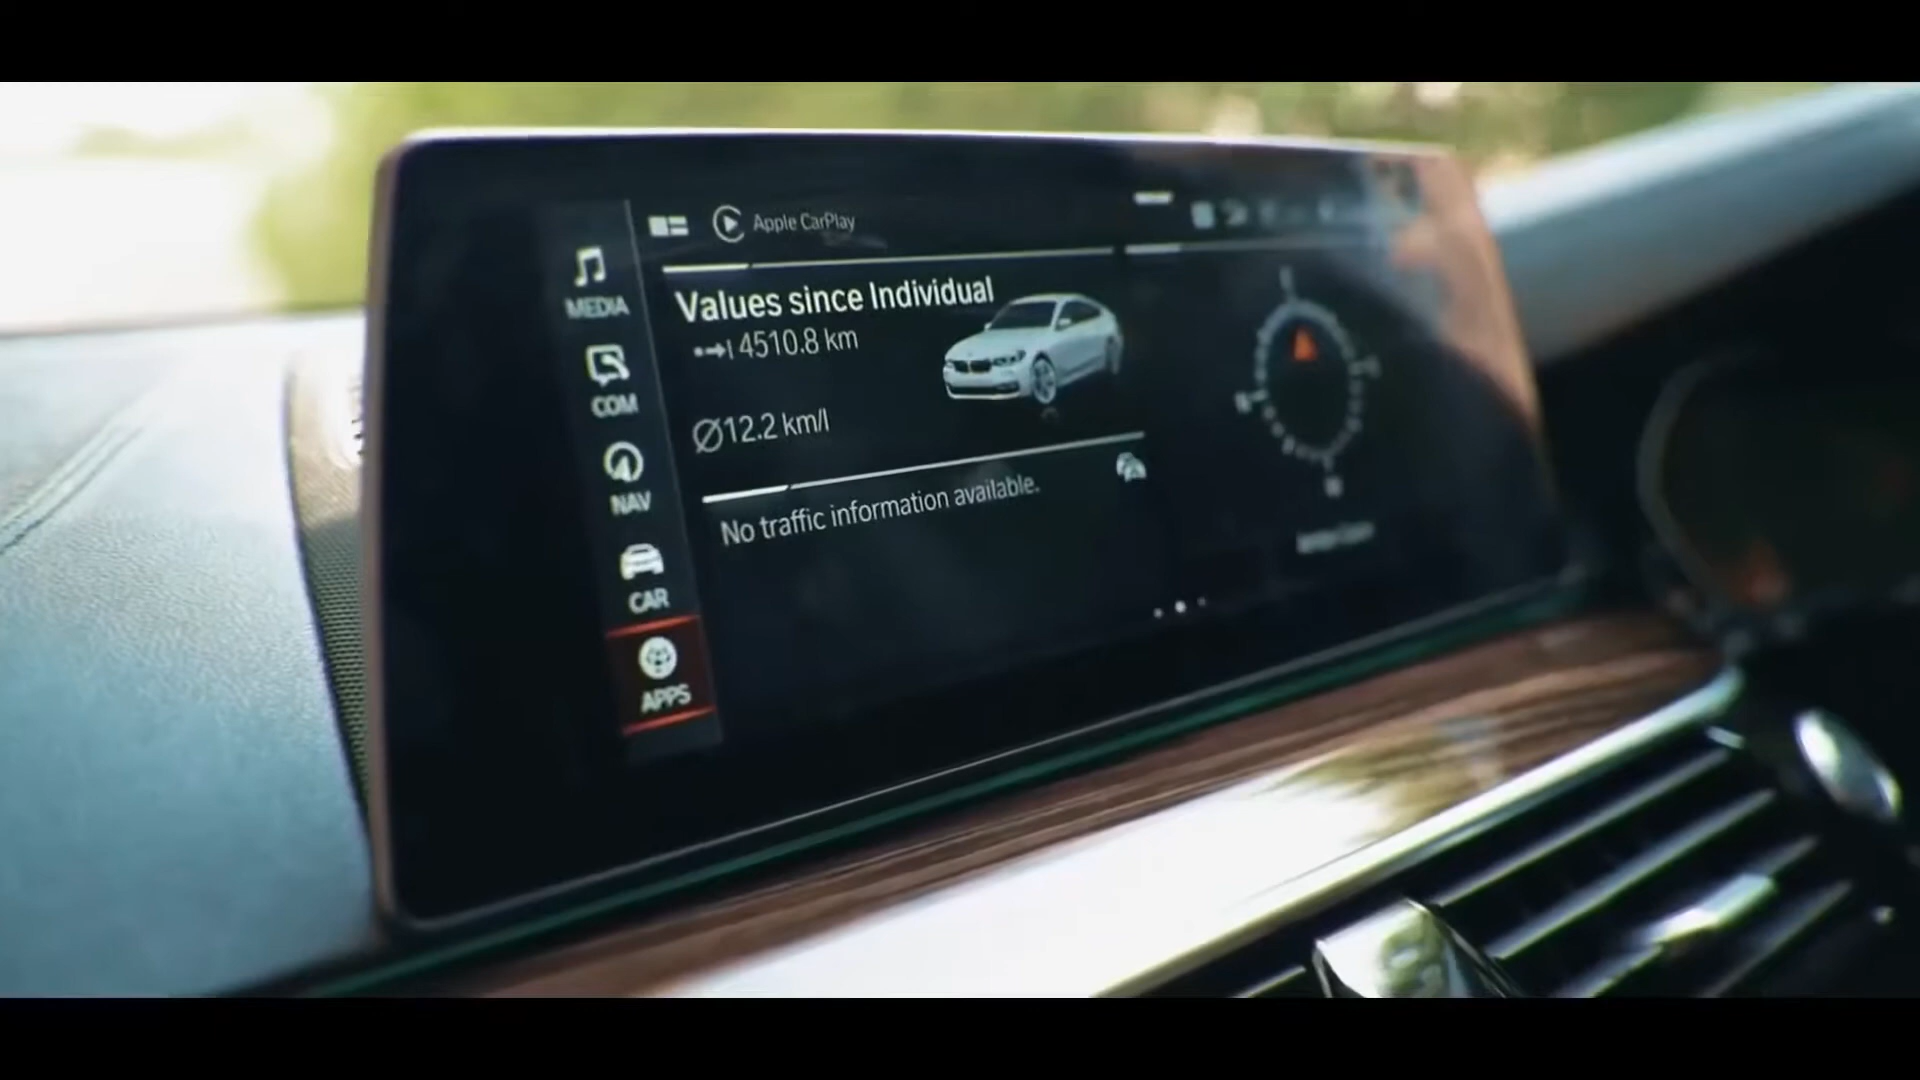 Apple CarPlay
MEDIA
COM
NAV
CAR
APPS
Values since Individual
4510.8 km
Ø12.2 km/l
No traffic information available.